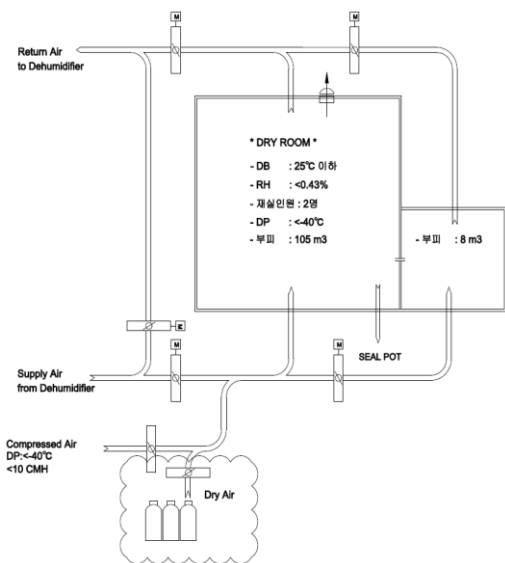 M
M
Return Air
to Dehumidifier
* DRY ROOM *
- DB : 25℃ 이하
- RH : <0.43%
- 재실인원 : 2명
- DP : <-40℃
- 부피 : 105 m3
- 부피 : 8 m3
M
M
M
SEAL POT
Supply Air
from Dehumidifier
Compressed Air
DP:<-40℃
<10 CMH
Dry Air